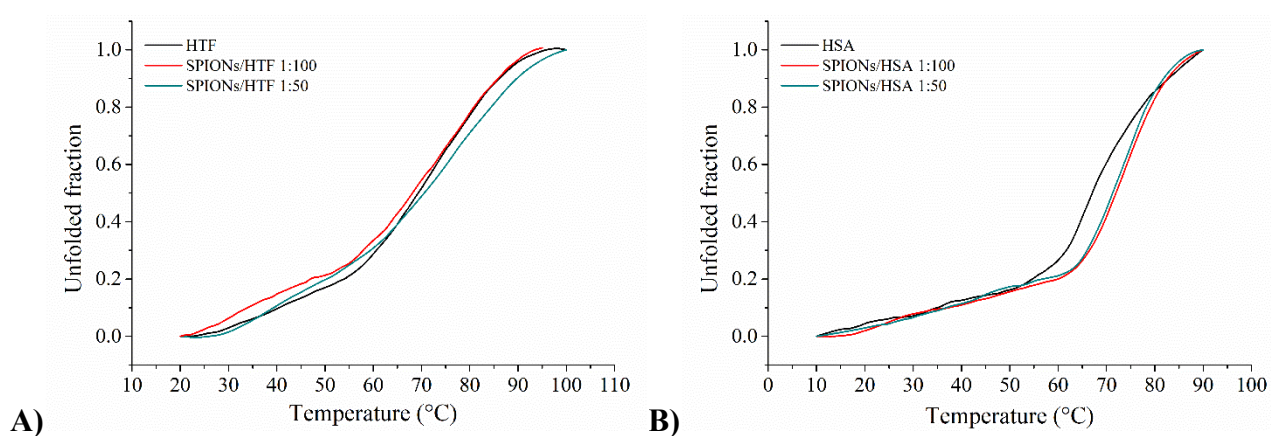 HTF
SPIONs/HTF 1:100
SPIONs/HTF 1:50
Unfolded fraction
1.0
0.8
0.6
0.4
0.2
0.0
10 20 30 40 50 60 70 80 90 100 110
Temperature (°C)
A)
HSA
SPIONs/HSA 1:100
SPIONs/HSA 1:50
Unfolded fraction
1.0
0.8
0.6
0.4
0.2
0.0
0 10 20 30 40 50 60 70 80 90 100
Temperature (°C)
B)